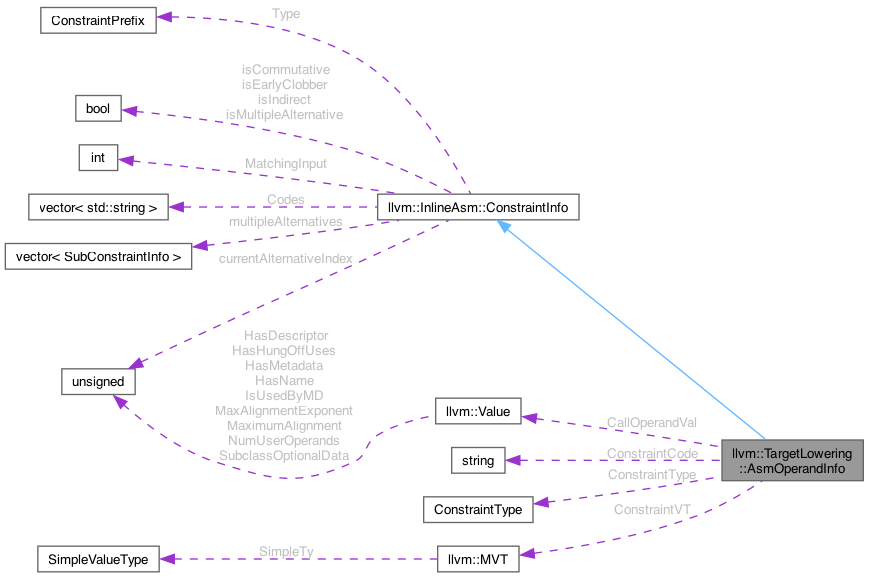 ConstraintPrefix
Type
isCommutative
isEarlyClobber
isIndirect
isMultipleAlternative
bool
int
MatchingInput
vector< std::string >
Codes
llvm::InlineAsm::ConstraintInfo
multipleAlternatives
vector< SubConstraintInfo >
currentAlternativeIndex
HasDescriptor
HasHungOffUses
HasMetadata
HasName
IsUsedByMD
MaxAlignmentExponent
MaximumAlignment
NumUserOperands
SubclassOptionalData
unsigned
llvm::Value
CallOperandVal
string
ConstraintCode
llvm::TargetLowering
::AsmOperandInfo
ConstraintType
ConstraintType
ConstraintVT
SimpleValueType
SimpleTy
llvm::MVT